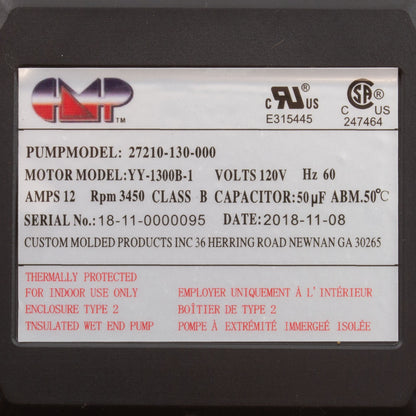 CMP TM
c RU ® US
E315445
SA ®
C US
247464
PUMPMODEL: 27210-130-000
MOTOR MODEL:YY-1300B-1 VOLTS 120V Hz 60
AMPS 12 Rpm 3450 CLASS B CAPACITOR:50µF ABM.50°C
SERIAL No.:18-11-0000095 DATE:2018-11-08
CUSTOM MOLDED PRODUCTS INC 36 HERRING ROAD NEWNAN GA 30265
THERMALLY PROTECTED
FOR INDOOR USE ONLY EMPLOYER UNIQUEMENT À L'INTÉRIEUR
ENCLOSURE TYPE 2 BOÎTIER DE TYPE 2
TNSULATED WET END PUMP POMPE À EXTRÉMITÉ IMMERGEÉ ISOLÉE